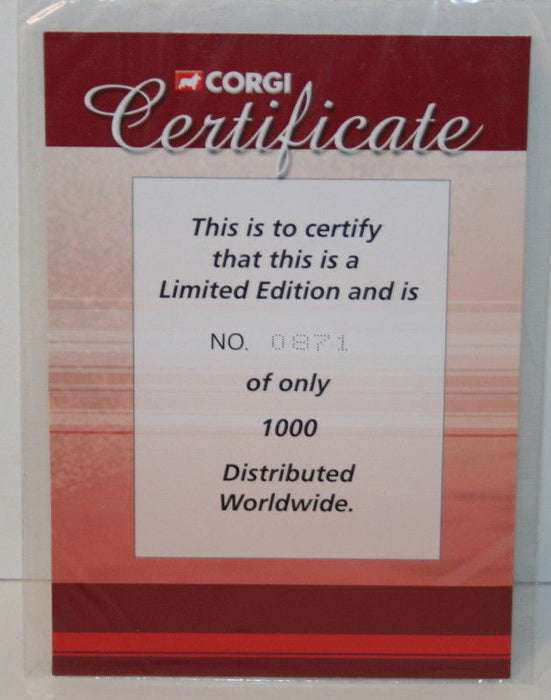 CORGI
Certificate
This is to certify
that this is a
Limited Edition and is
NO. 0871
of only
1000
Distributed
Worldwide.